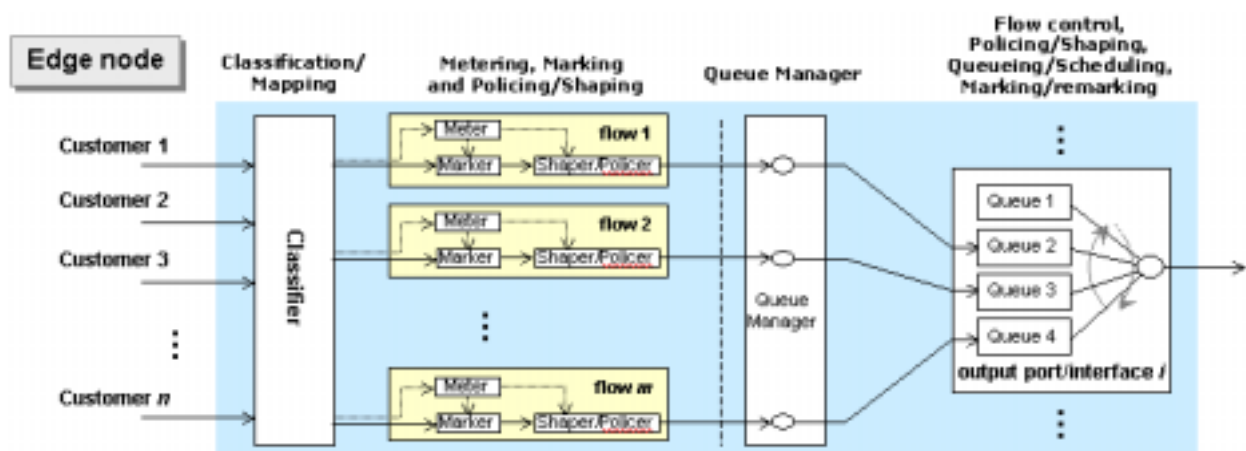 Edge node
Classification/
Mapping
Metering, Marking
and Policing/Shaping
Queue Manager
Flow control,
Policing/Shaping,
Queueing/Scheduling,
Marking/remarking
Customer 1
Customer 2
Customer 3
Customer n
Classifier
Meter
flow 1
Marker
Shaper/Policer
Meter
flow 2
Marker
Shaper/Policer
Meter
flow m
Marker
Shaper/Policer
Queue
Manager
Queue 1
Queue 2
Queue 3
Queue 4
output port/interface i